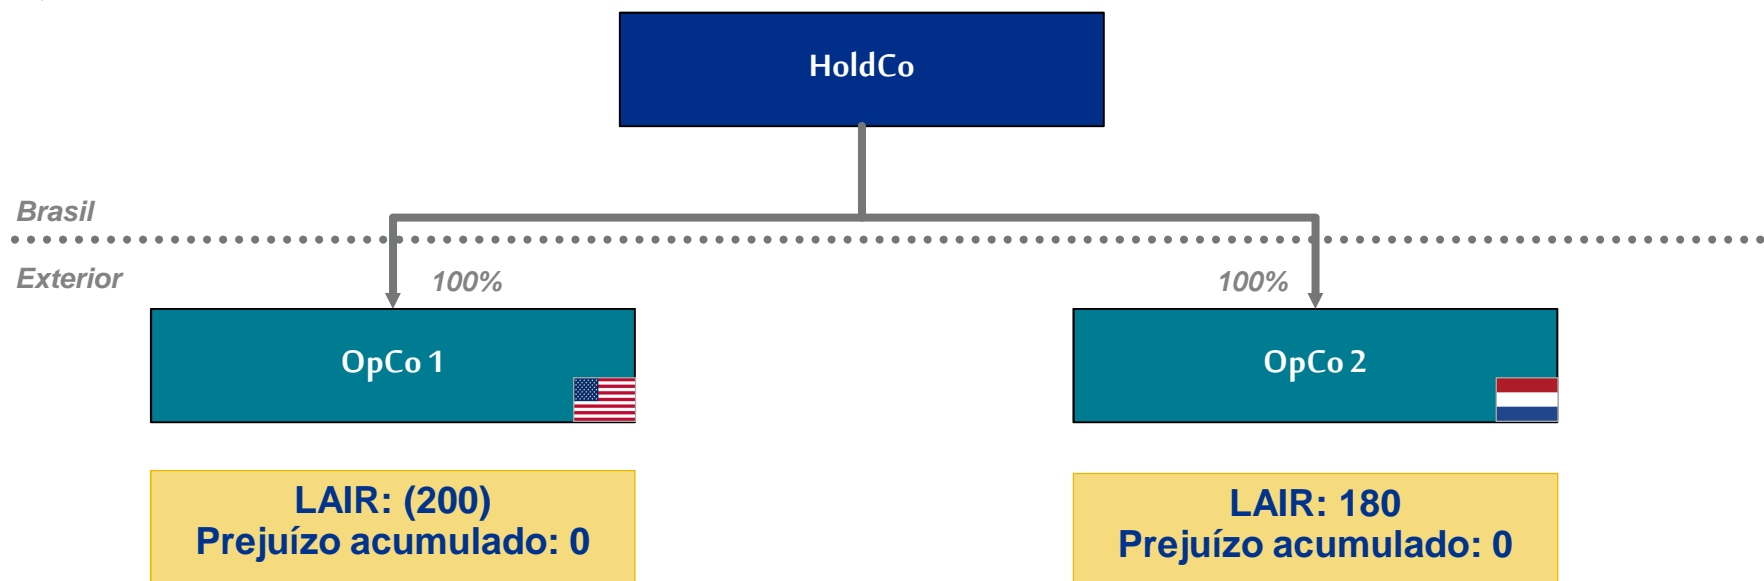 HoldCo
Brasil
Exterior
100%
100%
OpCo 1
OpCo 2
LAIR: (200)
Prejuízo acumulado: 0
LAIR: 180
Prejuízo acumulado: 0